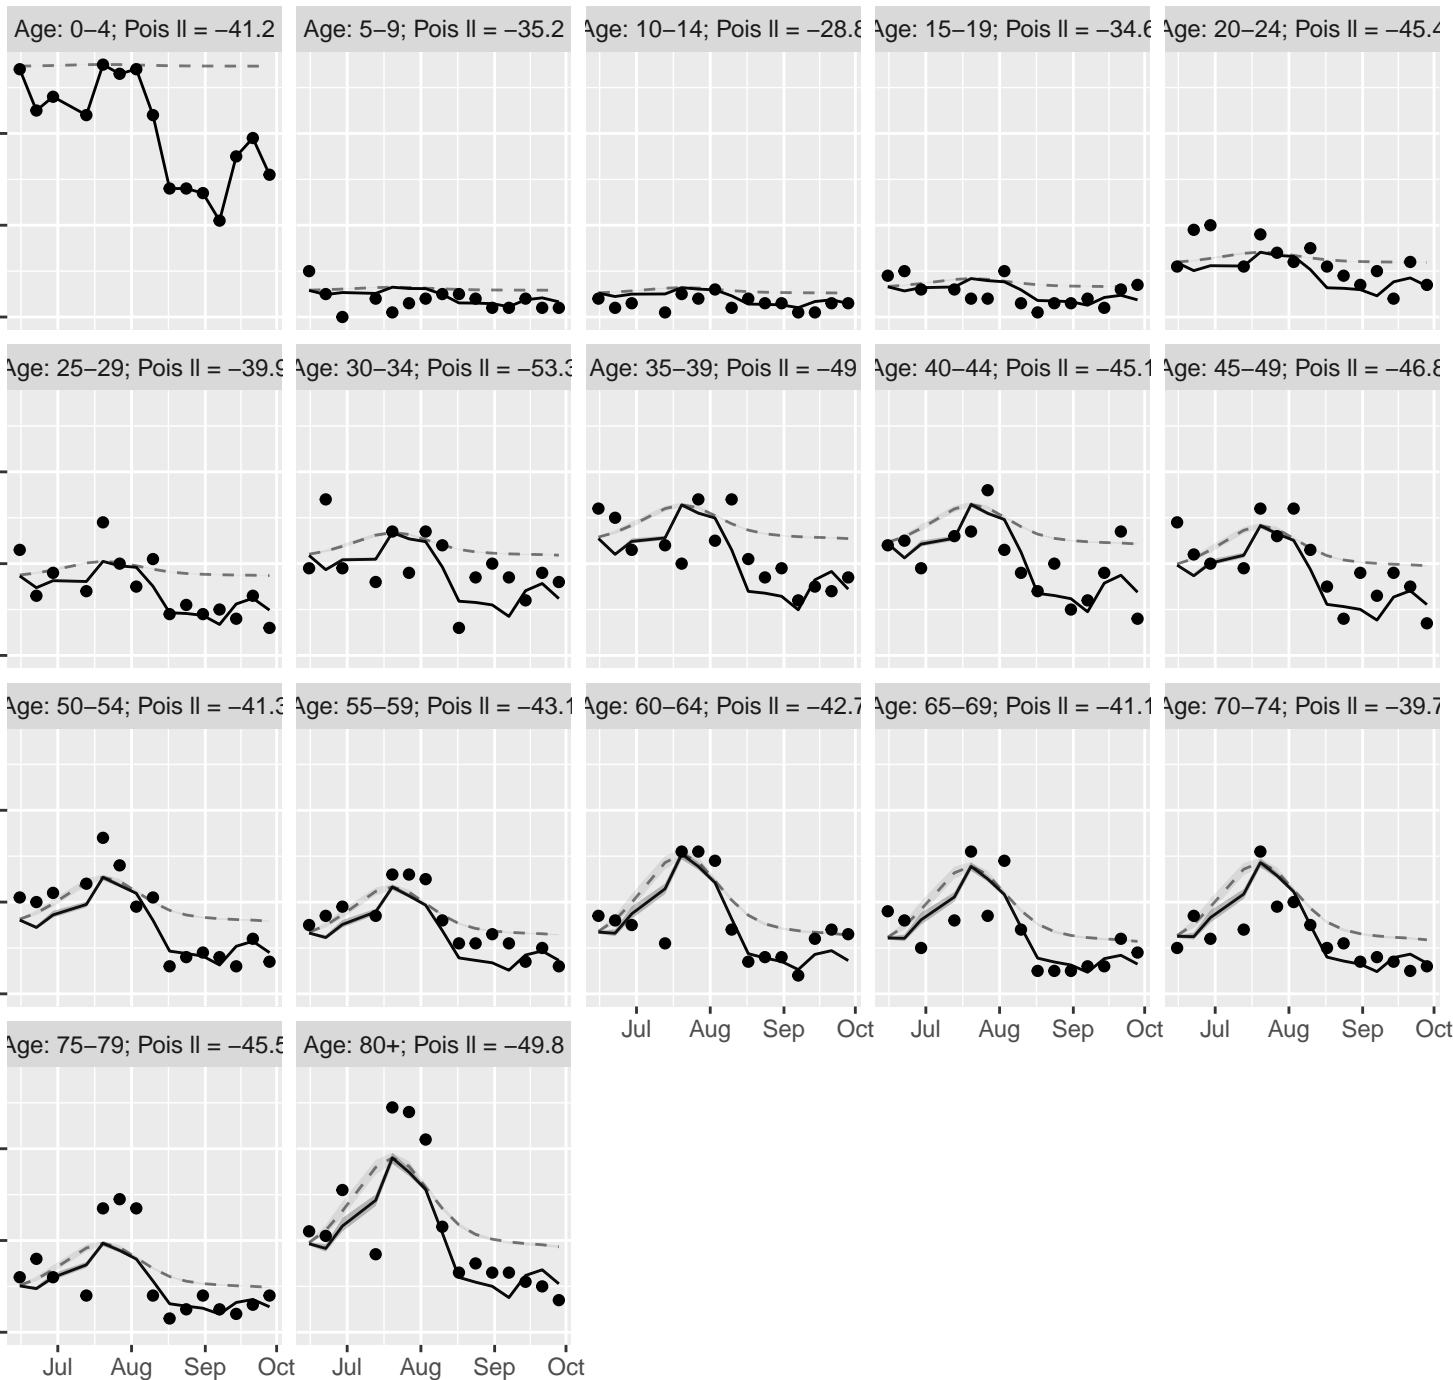 Age: 0−4; Pois ll = −41.2
Age: 5−9; Pois ll = −35.2
Age: 10−14; Pois ll = −28.8
Age: 15−19; Pois ll = −34.6
Age: 20−24; Pois ll = −45.4
Age: 25−29; Pois ll = −39.9
Age: 30−34; Pois ll = −53.3
Age: 35−39; Pois ll = −49
Age: 40−44; Pois ll = −45.1
Age: 45−49; Pois ll = −46.8
Age: 50−54; Pois ll = −41.3
Age: 55−59; Pois ll = −43.1
Age: 60−64; Pois ll = −42.7
Age: 65−69; Pois ll = −41.1
Age: 70−74; Pois ll = −39.7
Jul Aug Sep Oct
Jul Aug Sep Oct
Jul Aug Sep Oct
Age: 75−79; Pois ll = −45.5
Age: 80+; Pois ll = −49.8
Jul Aug Sep Oct
Jul Aug Sep Oct